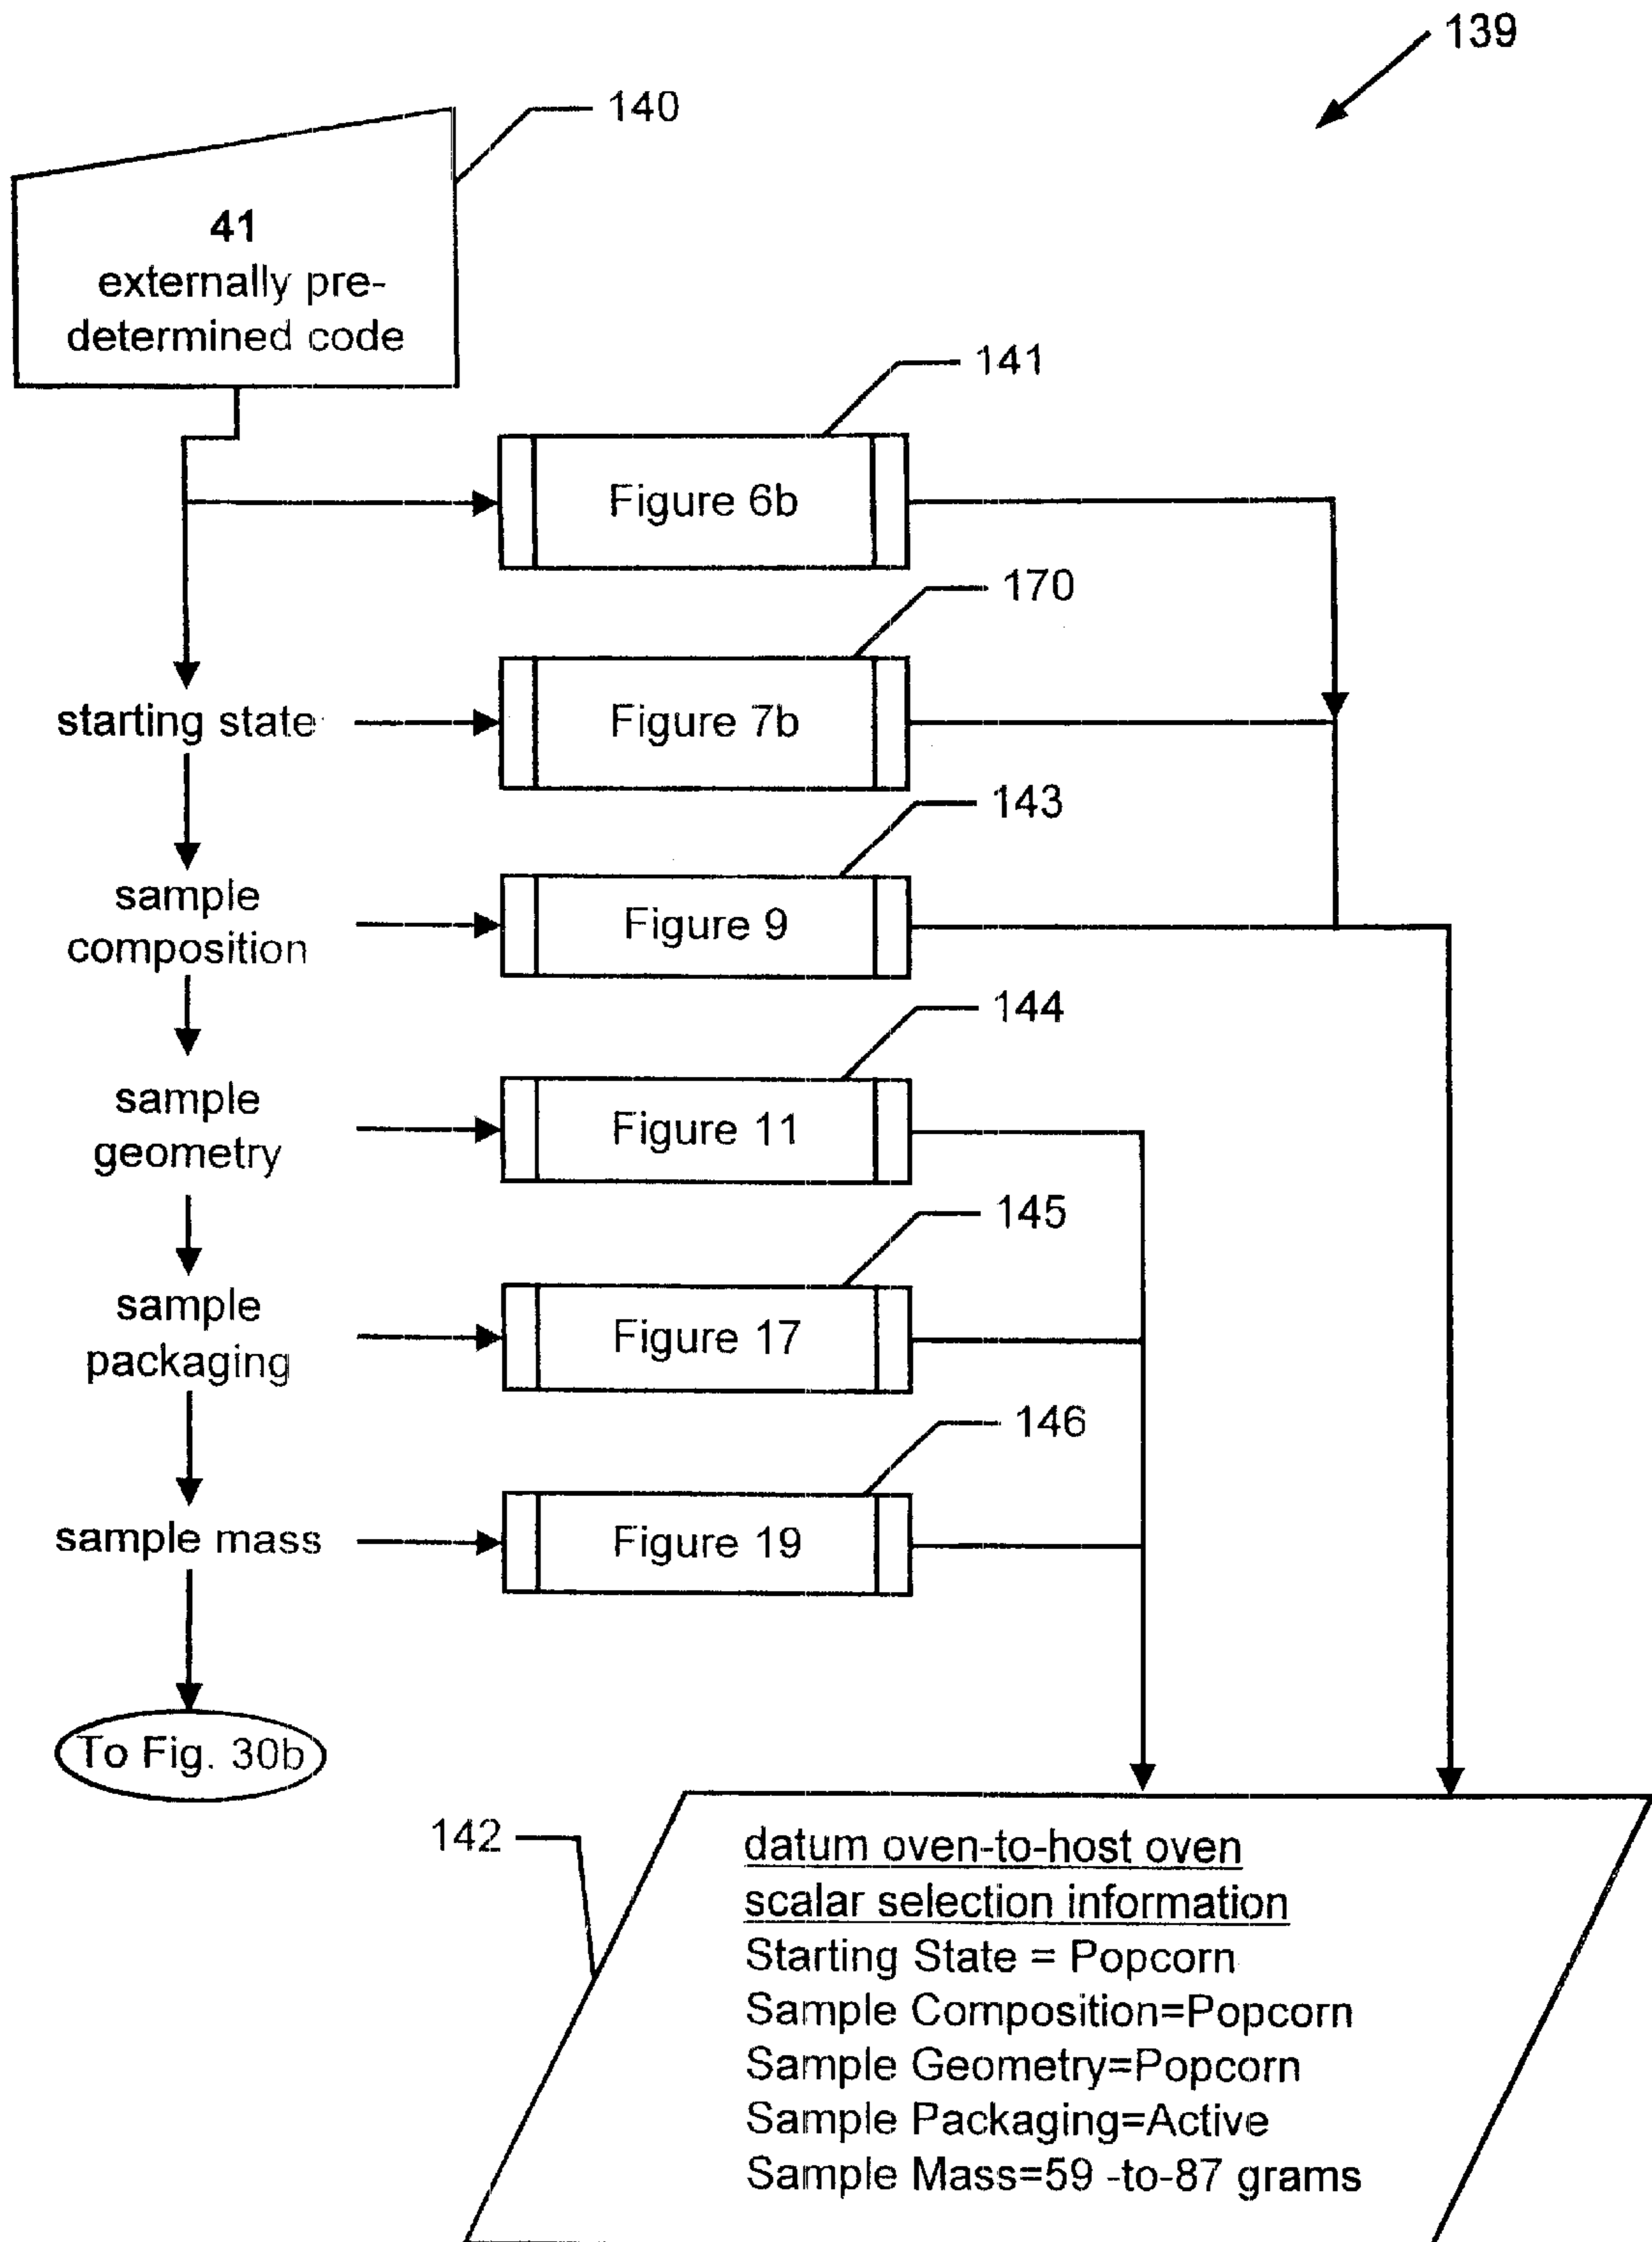 139
140
41
externally pre-
determined code
141
Figure 6b
170
starting state
Figure 7b
143
sample
composition
Figure 9
144
sample
geometry
Figure 11
145
sample
packaging
Figure 17
146
sample mass
Figure 19
To Fig. 30b
142
datum oven-to-host oven
scalar selection information
Starting State = Popcorn
Sample Composition=Popcorn
Sample Geometry=Popcorn
Sample Packaging=Active
Sample Mass=59 -to-87 grams